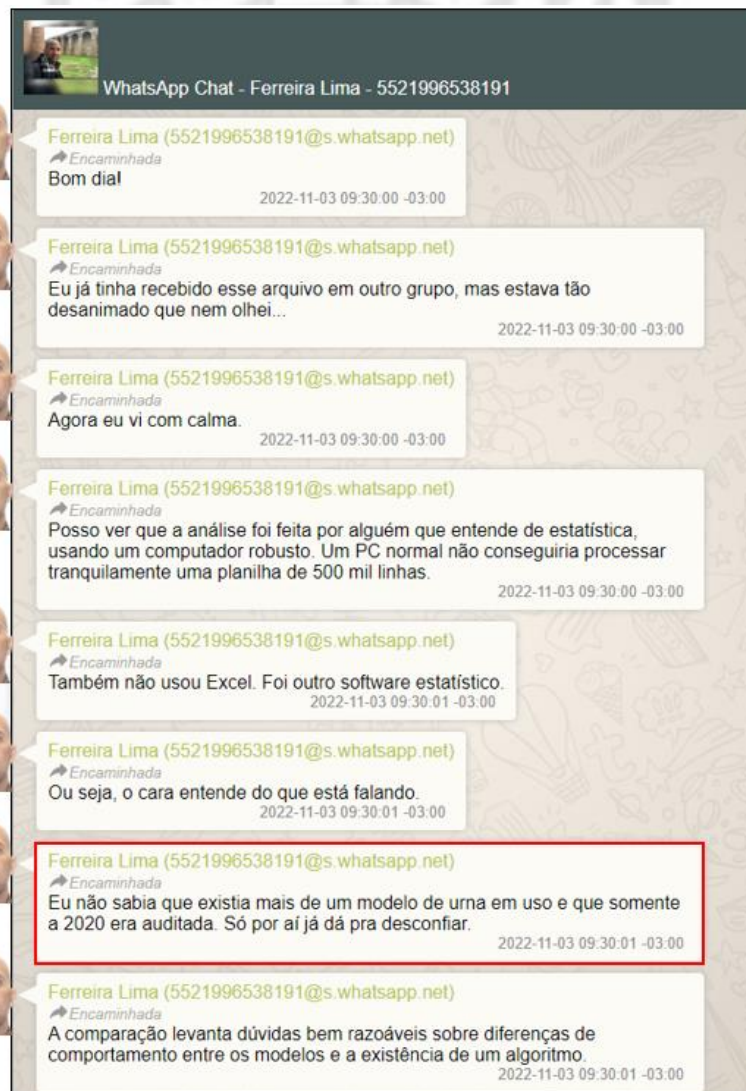 WhatsApp Chat - Ferreira Lima - 5521996538191
Ferreira Lima (5521996538191@s.whatsapp.net)
Encaminhada
Bom dia!
2022-11-03 09:30:00 -03:00
Ferreira Lima (5521996538191@s.whatsapp.net)
Encaminhada
Eu já tinha recebido esse arquivo em outro grupo, mas estava tão
desanimado que nem olhei...
2022-11-03 09:30:00 -03:00
Ferreira Lima (5521996538191@s.whatsapp.net)
Encaminhada
Agora eu vi com calma.
2022-11-03 09:30:00 -03:00
Ferreira Lima (5521996538191@s.whatsapp.net)
Encaminhada
Posso ver que a análise foi feita por alguém que entende de estatística,
usando um computador robusto. Um PC normal não conseguiria processar
tranquilamente uma planilha de 500 mil linhas.
2022-11-03 09:30:00 -03:00
Ferreira Lima (5521996538191@s.whatsapp.net)
Encaminhada
Também não usou Excel. Foi outro software estatístico.
2022-11-03 09:30:01 -03:00
Ferreira Lima (5521996538191@s.whatsapp.net)
Encaminhada
Ou seja, o cara entende do que está falando.
2022-11-03 09:30:01 -03:00
Ferreira Lima (5521996538191@s.whatsapp.net)
Encaminhada
Eu não sabia que existia mais de um modelo de urna em uso e que somente
a 2020 era auditada. Só por aí já dá pra desconfiar.
2022-11-03 09:30:01 -03:00
Ferreira Lima (5521996538191@s.whatsapp.net)
Encaminhada
A comparação levanta dúvidas bem razoáveis sobre diferenças de
comportamento entre os modelos e a existência de um algoritmo.
2022-11-03 09:30:01 -03:00